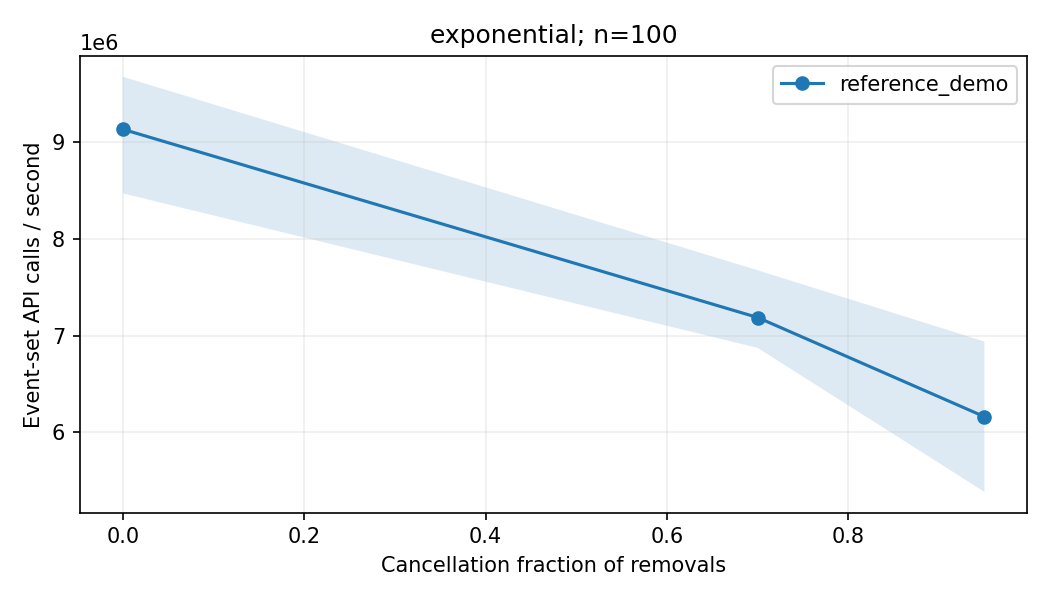 exponential; n=100
1e6
reference_demo
Event-set API calls / second
9
8
7
6
0.0 0.2 0.4 0.6 0.8
Cancellation fraction of removals